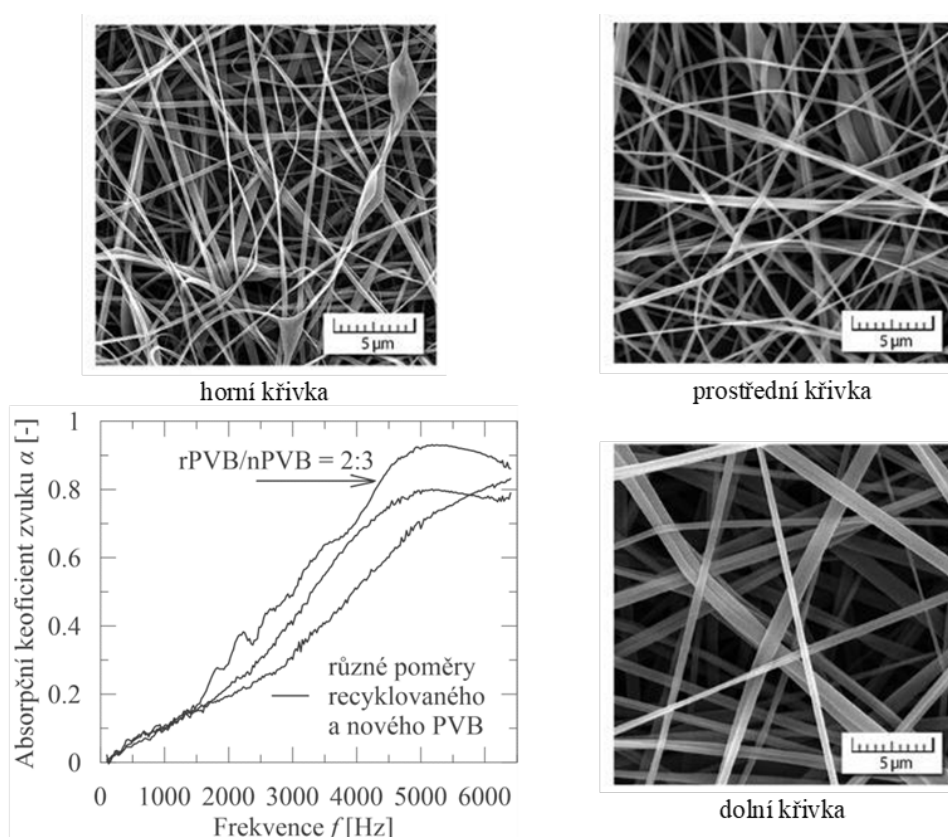 5 µm
5 µm
horní křivka
prostřední křivka
Absorpční keoficient zvuku α [-]
1
0.8
0.6
0.4
0.2
0
rPVB/nPVB = 2:3
různé poměry
recyklovaného
a nového PVB
0 1000 2000 3000 4000 5000 6000
Frekvence f [Hz]
5 µm
dolní křivka